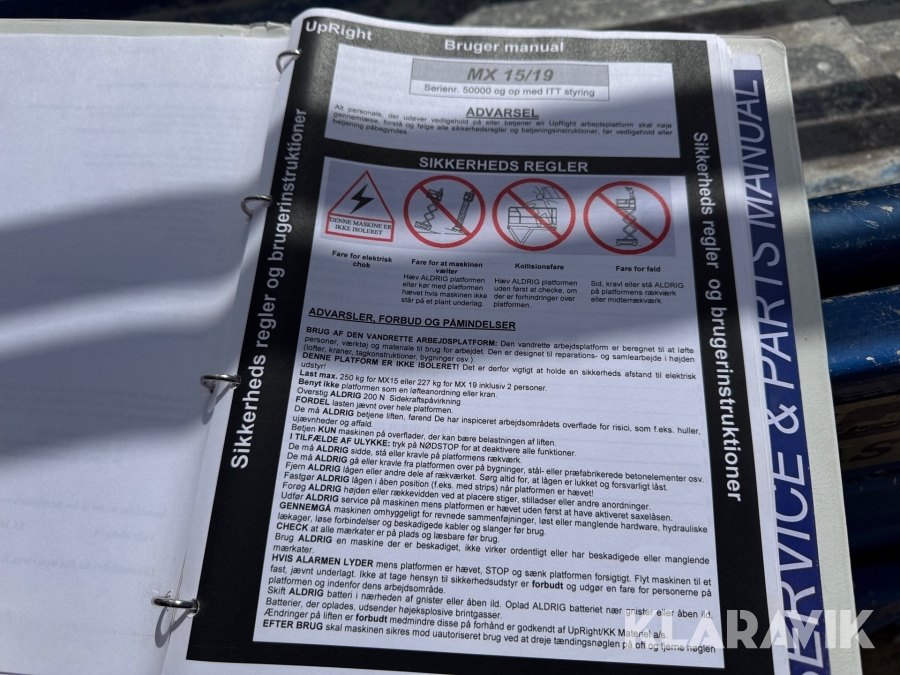 UpRight
Bruger manual
MX 15/19
Serienr. 50000 og op med ITT styring
ADVARSEL
Alt personale, der udøver vedligehold på eller betjener en UpRight arbejdsplatform skal nøje
gennemlæse, forstå og følge alle sikkerhedsregler og betjeningsinstruktioner, før vedligehold eller
betjening påbegyndes.
SIKKERHEDS REGLER
DENNE MASKINE ER
IKKE ISOLERET
Fare for elektrisk
chok
Fare for at maskinen
vælter
Hæv ALDRIG platformen
eller kør med platformen
hævet hvis maskinen ikke
står på et plant underlag.
Kollisionsfare
Hæv ALDRIG platformen
uden først at checke, om
der er forhindringer over
platformen.
Fare for fald
Sid, kravl eller stå ALDRIG
på platformens rækværk
eller midterrækværk.
ADVARSLER, FORBUD OG PÅMINDELSER
BRUG AF DEN VANDRETTE ARBEJDSPLATFORM: Den vandrette arbejdsplatform er beregnet til at løfte
personer, værktøj og materiale til brug for arbejdet. Den er designet til reparations- og samlearbejde i højden
(lofter, kraner, tagkonstruktioner, bygninger osv.)
DENNE PLATFORM ER IKKE ISOLERET! Det er derfor vigtigt at holde en sikkerheds afstand til elektrisk
udstyr!
Last max. 250 kg for MX15 eller 227 kg for MX 19 inklusiv 2 personer.
Benyt ikke platformen som en løfteanordning eller kran.
Overstig ALDRIG 200 N Sidekraftspåvirkning
FORDEL lasten jævnt over hele platformen.
De må ALDRIG betjene liften, førend De har inspiceret arbejdsområdets overflade for risici, som f.eks. huller,
ujævnheder og affald.
Betjen KUN maskinen på overflader, der kan bære belastningen af liften.
I TILFÆLDE AF ULYKKE: tryk på NØDSTOP for at deaktivere alle funktioner.
De må ALDRIG sidde, stå eller kravle på platformens rækværk.
De må ALDRIG gå eller kravle fra platformen over på bygninger, stål- eller præfabrikerede betonelementer osv.
Fjern ALDRIG lågen eller andre dele af rækværket. Sørg altid for, at lågen er lukket og forsvarligt låst.
Fastgør ALDRIG lågen i åben position (f.eks. med strips) når platformen er hævet!
Forøg ALDRIG højden eller rækkevidden ved at placere stiger, stilladser eller andre anordninger.
Udfør ALDRIG service på maskinen mens platformen er hævet uden først at have aktiveret saxelåsen.
GENNEMGÅ maskinen omhyggeligt for revnede sammenføjninger, løst eller manglende hardware, hydrauliske
lækager, løse forbindelser og beskadigede kabler og slanger før brug.
CHECK at alle mærkater er på plads og læsbare før brug.
Brug ALDRIG en maskine der er beskadiget, ikke virker ordentligt eller har beskadigede eller manglende
mærkater.
HVIS ALARMEN LYDER mens platformen er hævet, STOP og sænk platformen forsigtigt. Flyt maskinen til et
fast, jævnt underlagt. Ikke at tage hensyn til sikkerhedsudstyr er forbudt og udgør en fare for personerne på
platformen og indenfor dens arbejdsområde.
Skift ALDRIG batteri i nærheden af gnister eller åben ild. Oplad ALDRIG batteriet nær gnister eller åben ild.
Batterier, der oplades, udsender højeksplosive brintgasser.
Ændringer på liften er forbudt medmindre disse på forhånd er godkendt af UpRight/KK Materiel a/s.
EFTER BRUG skal maskinen sikres mod uautoriseret brug ved at dreje tændingsnøglen på off og fjerne nøglen
Sikkerheds regler og brugerinstruktioner
Sikkerheds regler og brugerinstruktioner
SERVICE & PARTS MANUAL
KLARAVIK